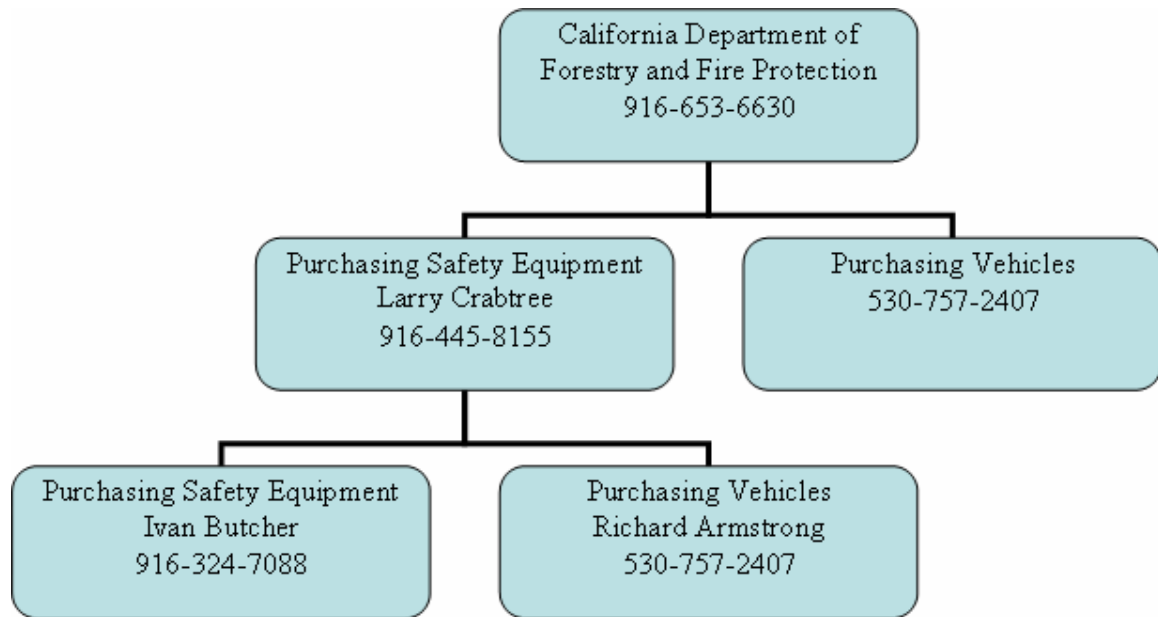 California Department of
Forestry and Fire Protection
916-653-6630
Purchasing Safety Equipment
Larry Crabtree
916-445-8155
Purchasing Vehicles
530-757-2407
Purchasing Safety Equipment
Ivan Butcher
916-324-7088
Purchasing Vehicles
Richard Armstrong
530-757-2407